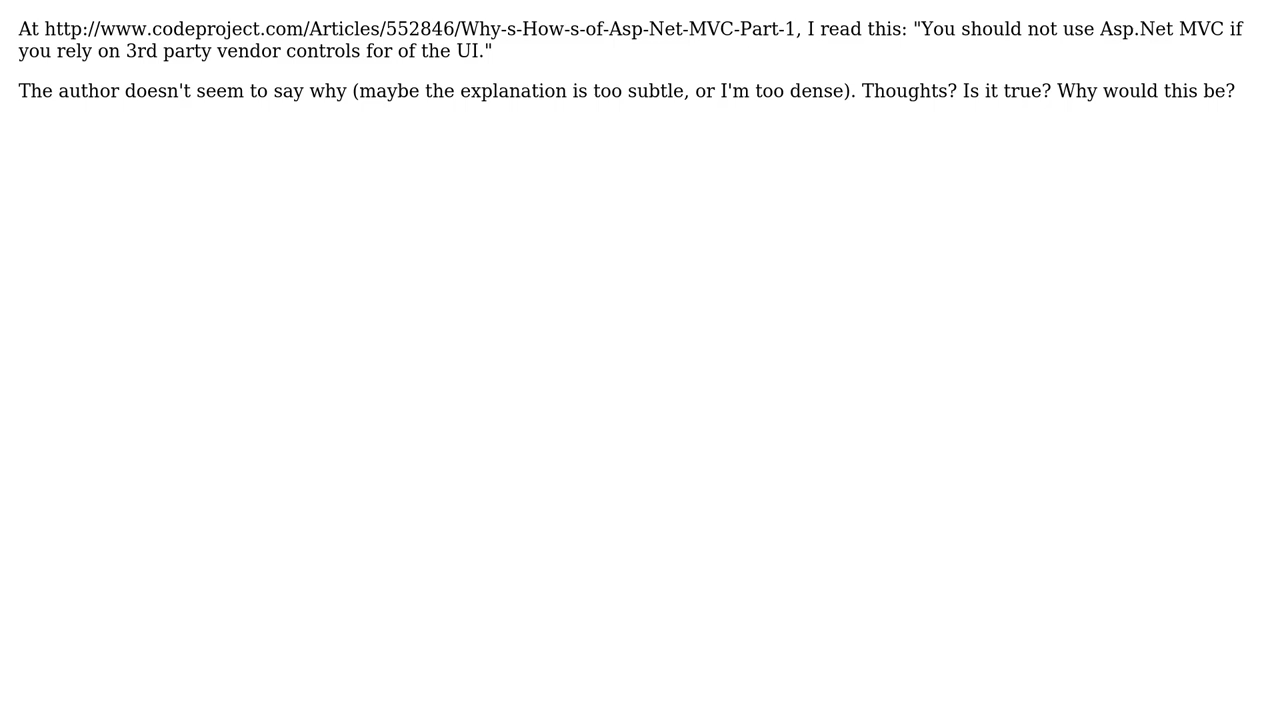 At http://www.codeproject.com/Articles/552846/Why-s-How-s-of-Asp-Net-MVC-Part-1, I read this: "You should not use Asp.Net MVC if
you rely on 3rd party vendor controls for of the UI."
The author doesn't seem to say why (maybe the explanation is too subtle, or I'm too dense). Thoughts? Is it true? Why would this be?